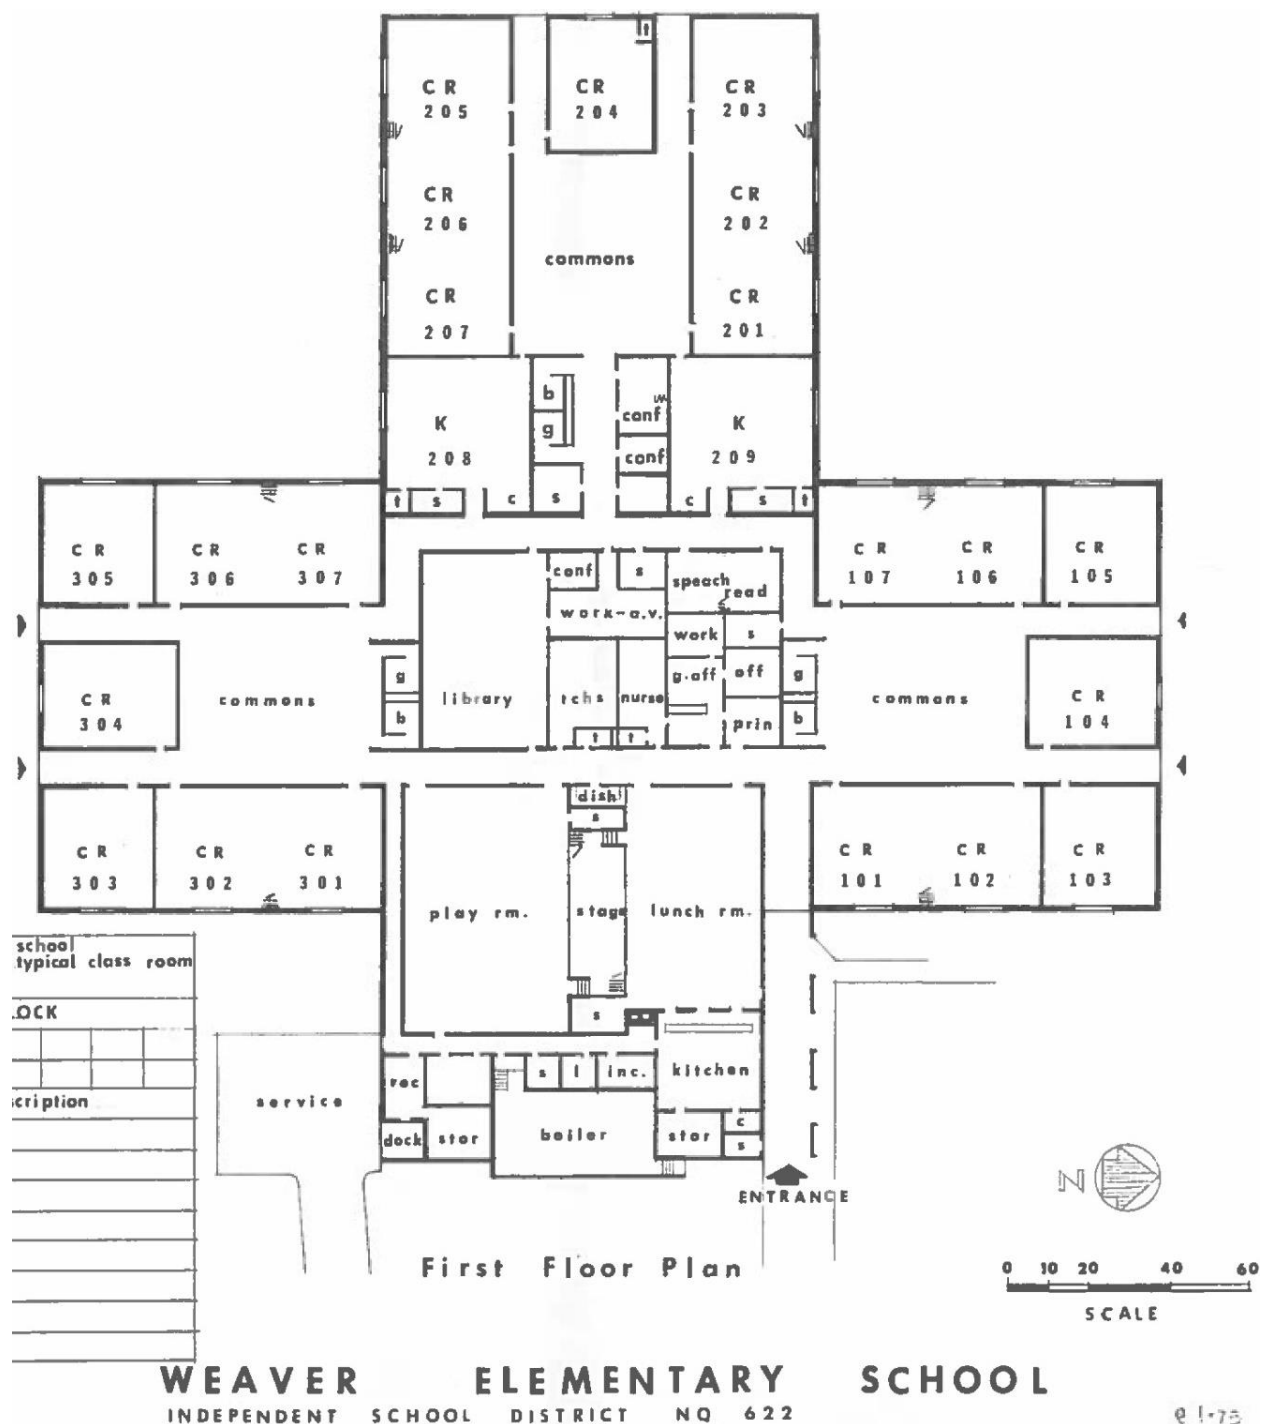 CR 205
CR 204
t
CR 203
CR 206
CR 202
commons
CR 207
CR 201
b
g
conf
conf
K 208
K 209
t
s
c
s
c
s
t
CR 305
CR 306
CR 307
conf
s
speach
read
CR 107
CR 106
CR 105
work-a.v.
work
s
g
library
tchs
nurse
g.off
off
g
CR 304
commons
b
t
t
prin
b
commons
CR 104
dish
s
CR 303
CR 302
CR 301
play rm.
stage
lunch rm.
CR 101
CR 102
CR 103
school
typical class room
s
LOCK
rec
s
l
inc.
kitchen
cription
service
dock
stor
boiler
stor
c
s
ENTRANCE
N
First Floor Plan
0 10 20 40 60
SCALE
WEAVER ELEMENTARY SCHOOL
INDEPENDENT SCHOOL DISTRICT NO 622